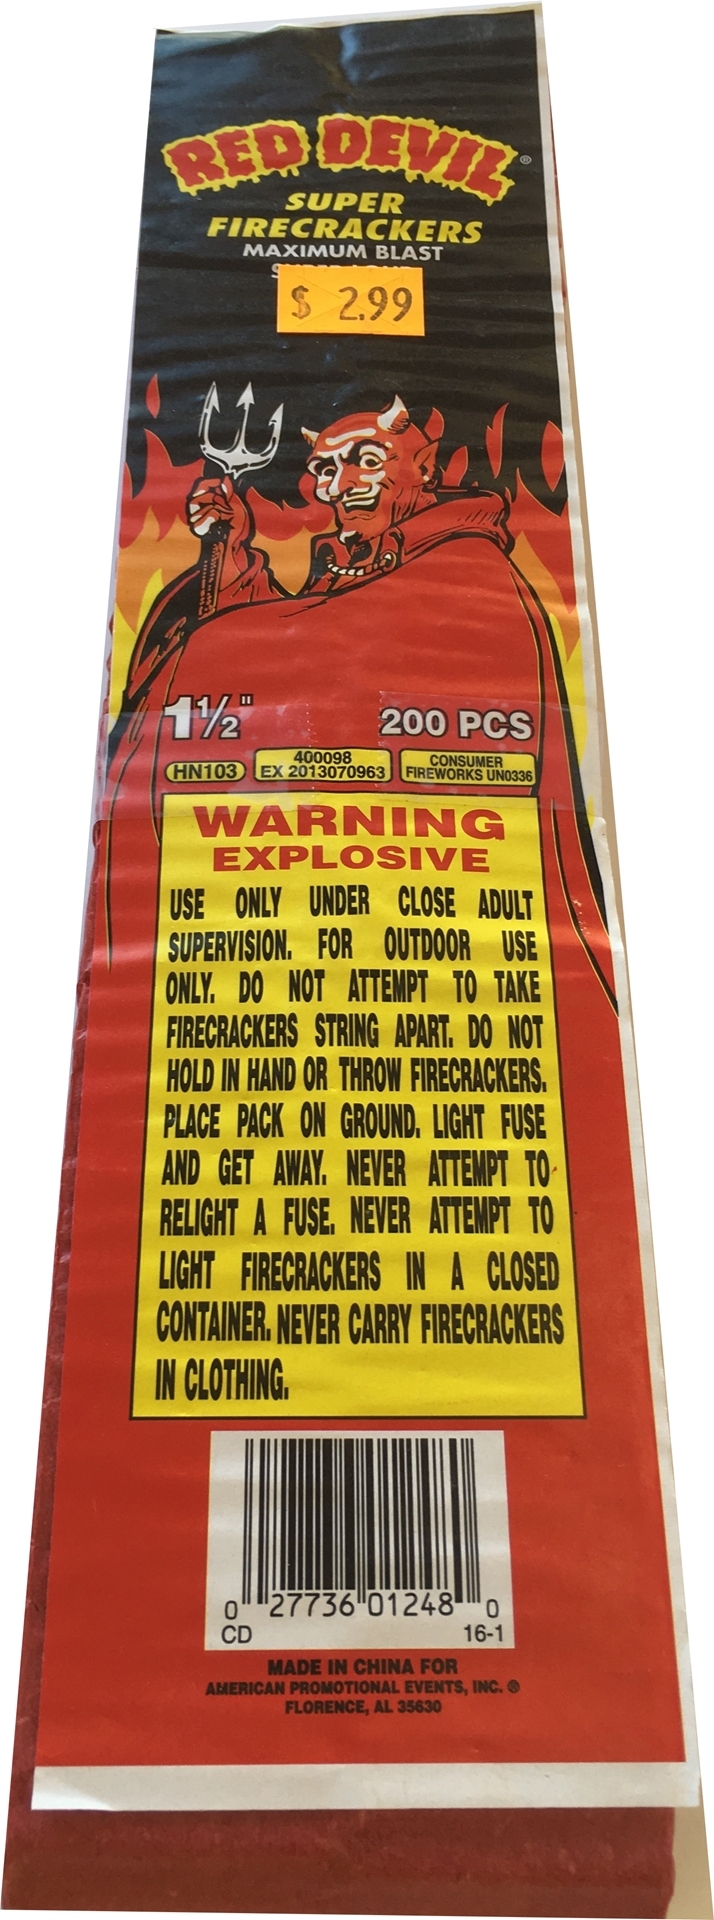 RED DEVIL ®
SUPER
FIRECRACKERS
MAXIMUM BLAST
$ 2.99
1½"
200 PCS
HN103
400098
EX 2013070963
CONSUMER
FIREWORKS UN0336
WARNING
EXPLOSIVE
USE ONLY UNDER CLOSE ADULT
SUPERVISION. FOR OUTDOOR USE
ONLY. DO NOT ATTEMPT TO TAKE
FIRECRACKERS STRING APART. DO NOT
HOLD IN HAND OR THROW FIRECRACKERS.
PLACE PACK ON GROUND. LIGHT FUSE
AND GET AWAY. NEVER ATTEMPT TO
RELIGHT A FUSE. NEVER ATTEMPT TO
LIGHT FIRECRACKERS IN A CLOSED
CONTAINER. NEVER CARRY FIRECRACKERS
IN CLOTHING.
0 27736 01248 0
CD 16-1
MADE IN CHINA FOR
AMERICAN PROMOTIONAL EVENTS, INC. ®
FLORENCE, AL 35630